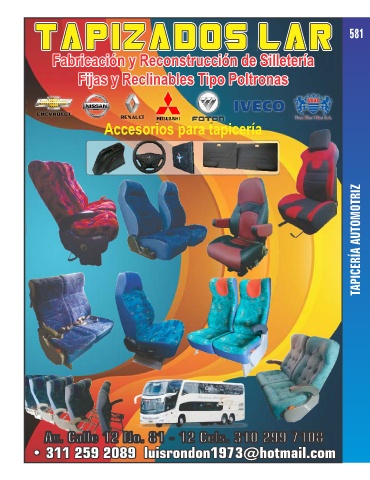 TAPIZADOS LAR
581
Fabricación y Reconstrucción de Silletería
Fijas y Reclinables Tipo Poltronas
CHEVROLET
NISSAN
RENAULT
MITSUBISHI
FOTON
IVECO
Accesorios para tapicería
TAPICERÍA AUTOMOTRIZ
Av. Calle 12 No. 81 - 12 Cels. 310 299 7108
• 311 259 2089 luisrondon1973@hotmail.com